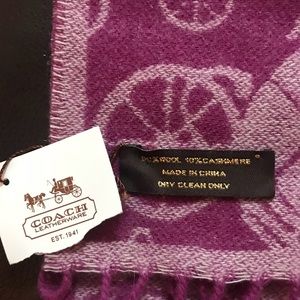 COACH
LEATHERWARE
EST. 1941
WOOL 10% CASHMERE
MADE IN CHINA
DRY CLEAN ONLY